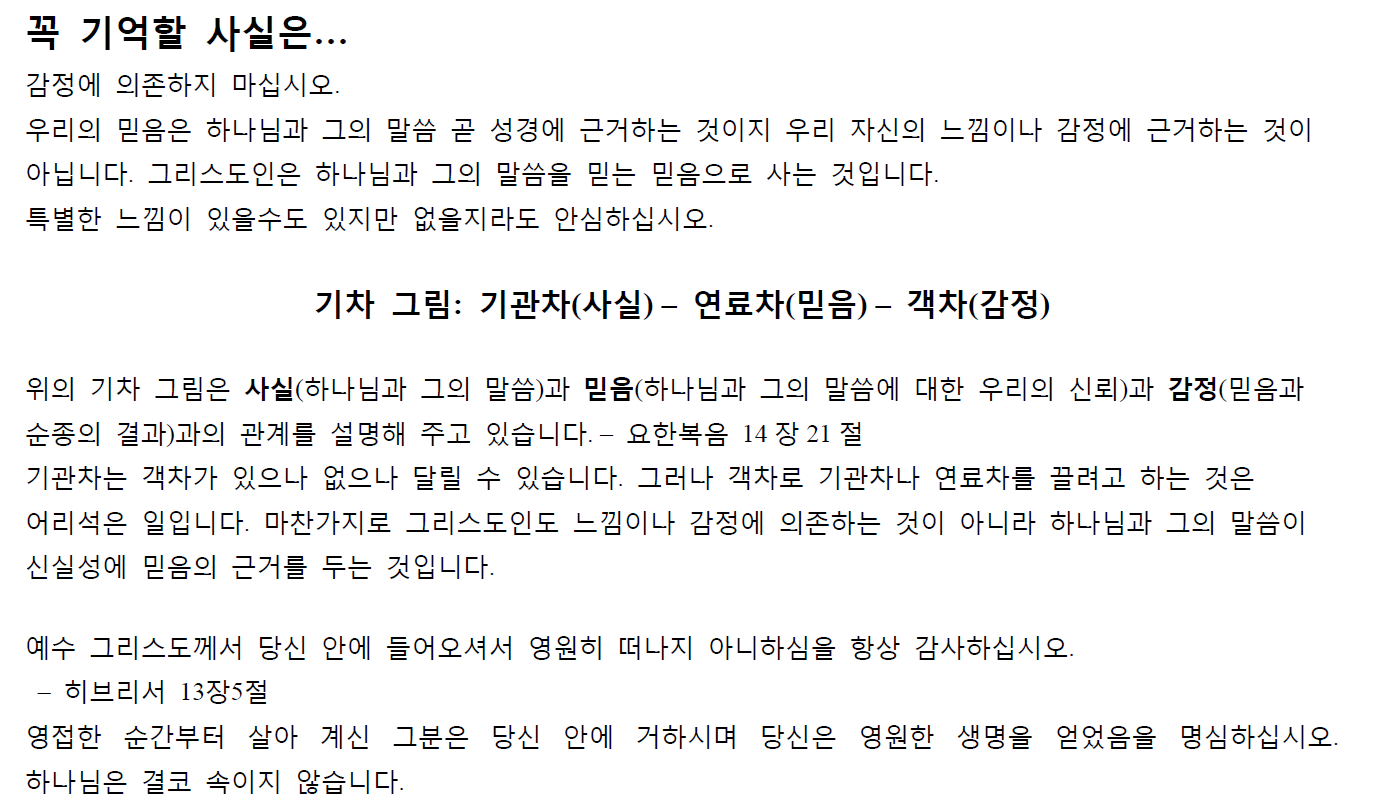 꼭 기억할 사실은...
감정에 의존하지 마십시오.
우리의 믿음은 하나님과 그의 말씀 곧 성경에 근거하는 것이지 우리 자신의 느낌이나 감정에 근거하는 것이
아닙니다. 그리스도인은 하나님과 그의 말씀을 믿는 믿음으로 사는 것입니다.
특별한 느낌이 있을수도 있지만 없을지라도 안심하십시오.
기차 그림: 기관차(사실) – 연료차(믿음) – 객차(감정)
위의 기차 그림은 사실(하나님과 그의 말씀)과 믿음(하나님과 그의 말씀에 대한 우리의 신뢰)과 감정(믿음과
순종의 결과)과의 관계를 설명해 주고 있습니다. – 요한복음 14 장 21 절
기관차는 객차가 있으나 없으나 달릴 수 있습니다. 그러나 객차로 기관차나 연료차를 끌려고 하는 것은
어리석은 일입니다. 마찬가지로 그리스도인도 느낌이나 감정에 의존하는 것이 아니라 하나님과 그의 말씀이
신실성에 믿음의 근거를 두는 것입니다.
예수 그리스도께서 당신 안에 들어오셔서 영원히 떠나지 아니하심을 항상 감사하십시오.
– 히브리서 13장5절
영접한 순간부터 살아 계신 그분은 당신 안에 거하시며 당신은 영원한 생명을 얻었음을 명심하십시오.
하나님은 결코 속이지 않습니다.